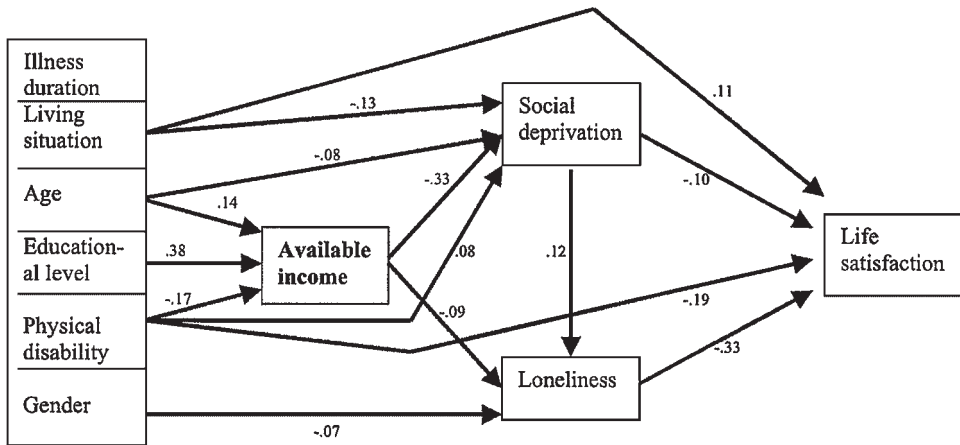 Illness
duration
Living
situation
Age
Education-
al level
Physical
disability
Gender
Available
income
Social
deprivation
Loneliness
Life
satisfaction
-.13
-.08
.14
.38
-.17
-.33
.08
-.09
-.07
.12
.11
-.10
-.19
-.33